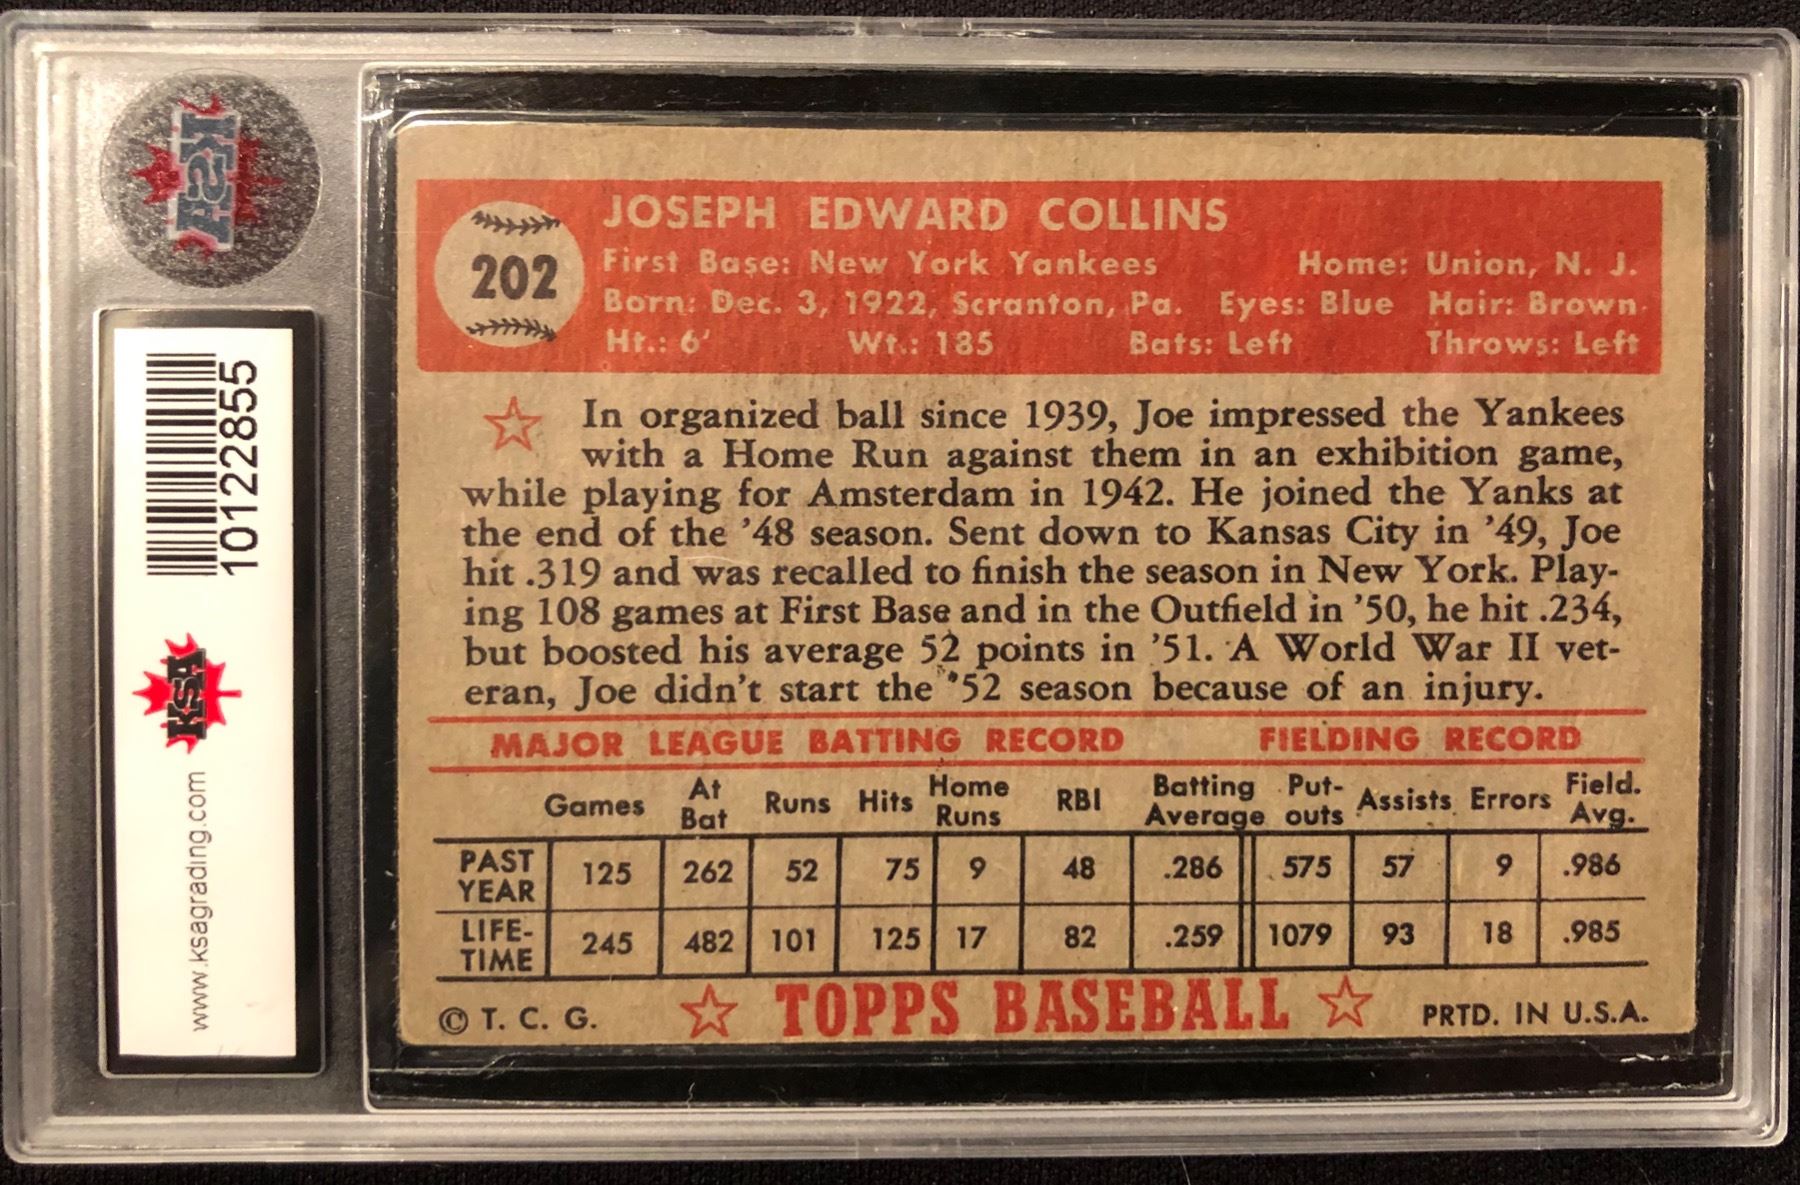 KSA
10122855
KSA
www.ksagrading.com
202
JOSEPH EDWARD COLLINS
First Base: New York Yankees Home: Union, N. J.
Born: Dec. 3, 1922, Scranton, Pa. Eyes: Blue Hair: Brown
Ht.: 6' Wt.: 185 Bats: Left Throws: Left
In organized ball since 1939, Joe impressed the Yankees
with a Home Run against them in an exhibition game,
while playing for Amsterdam in 1942. He joined the Yanks at
the end of the '48 season. Sent down to Kansas City in '49, Joe
hit .319 and was recalled to finish the season in New York. Play-
ing 108 games at First Base and in the Outfield in '50, he hit .234,
but boosted his average 52 points in '51. A World War II vet-
eran, Joe didn't start the '52 season because of an injury.
MAJOR LEAGUE BATTING RECORD FIELDING RECORD
Games At Bat Runs Hits Home Runs RBI Batting Average Put-outs Assists Errors Field. Avg.
PAST YEAR 125 262 52 75 9 48 .286 575 57 9 .986
LIFE-TIME 245 482 101 125 17 82 .259 1079 93 18 .985
© T. C. G. TOPPS BASEBALL PRTD. IN U.S.A.